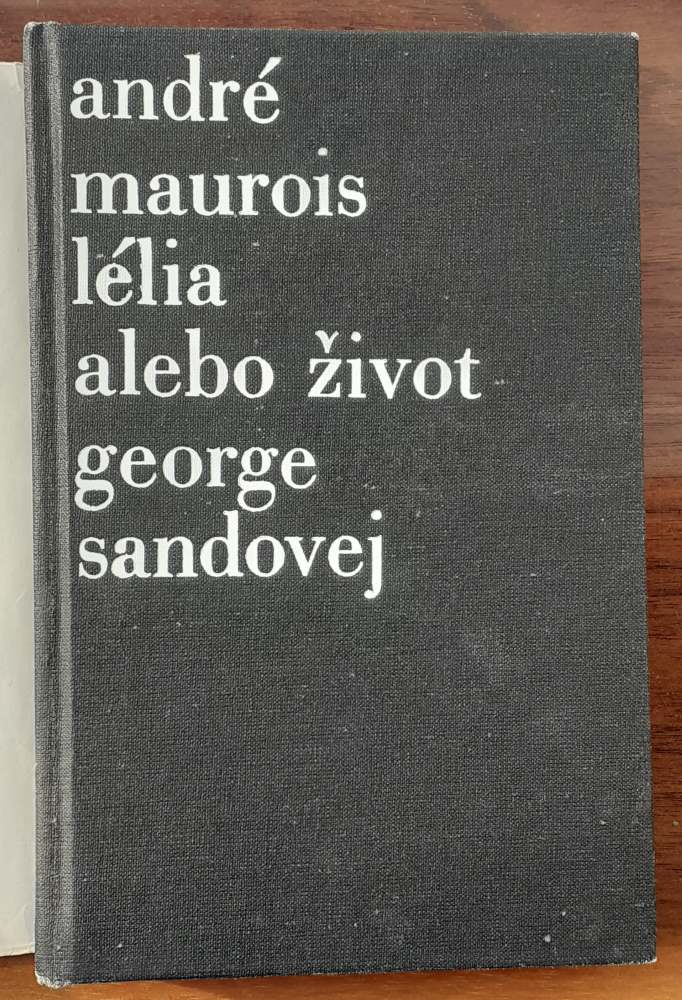 andré
maurois
lélia
alebo život
george
sandovej